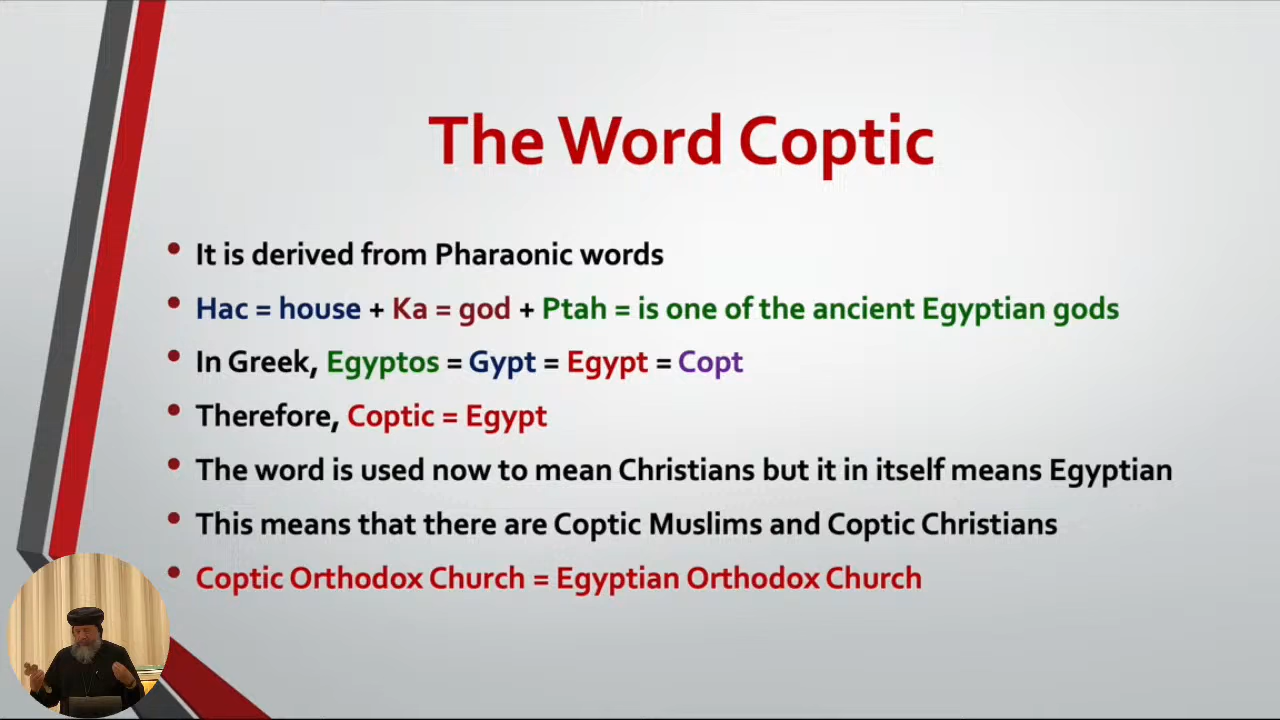 The Word Coptic
• It is derived from Pharaonic words
• Hac = house + Ka = god + Ptah = is one of the ancient Egyptian gods
• In Greek, Egyptos = Gypt = Egypt = Copt
• Therefore, Coptic = Egypt
• The word is used now to mean Christians but it in itself means Egyptian
• This means that there are Coptic Muslims and Coptic Christians
• Coptic Orthodox Church = Egyptian Orthodox Church